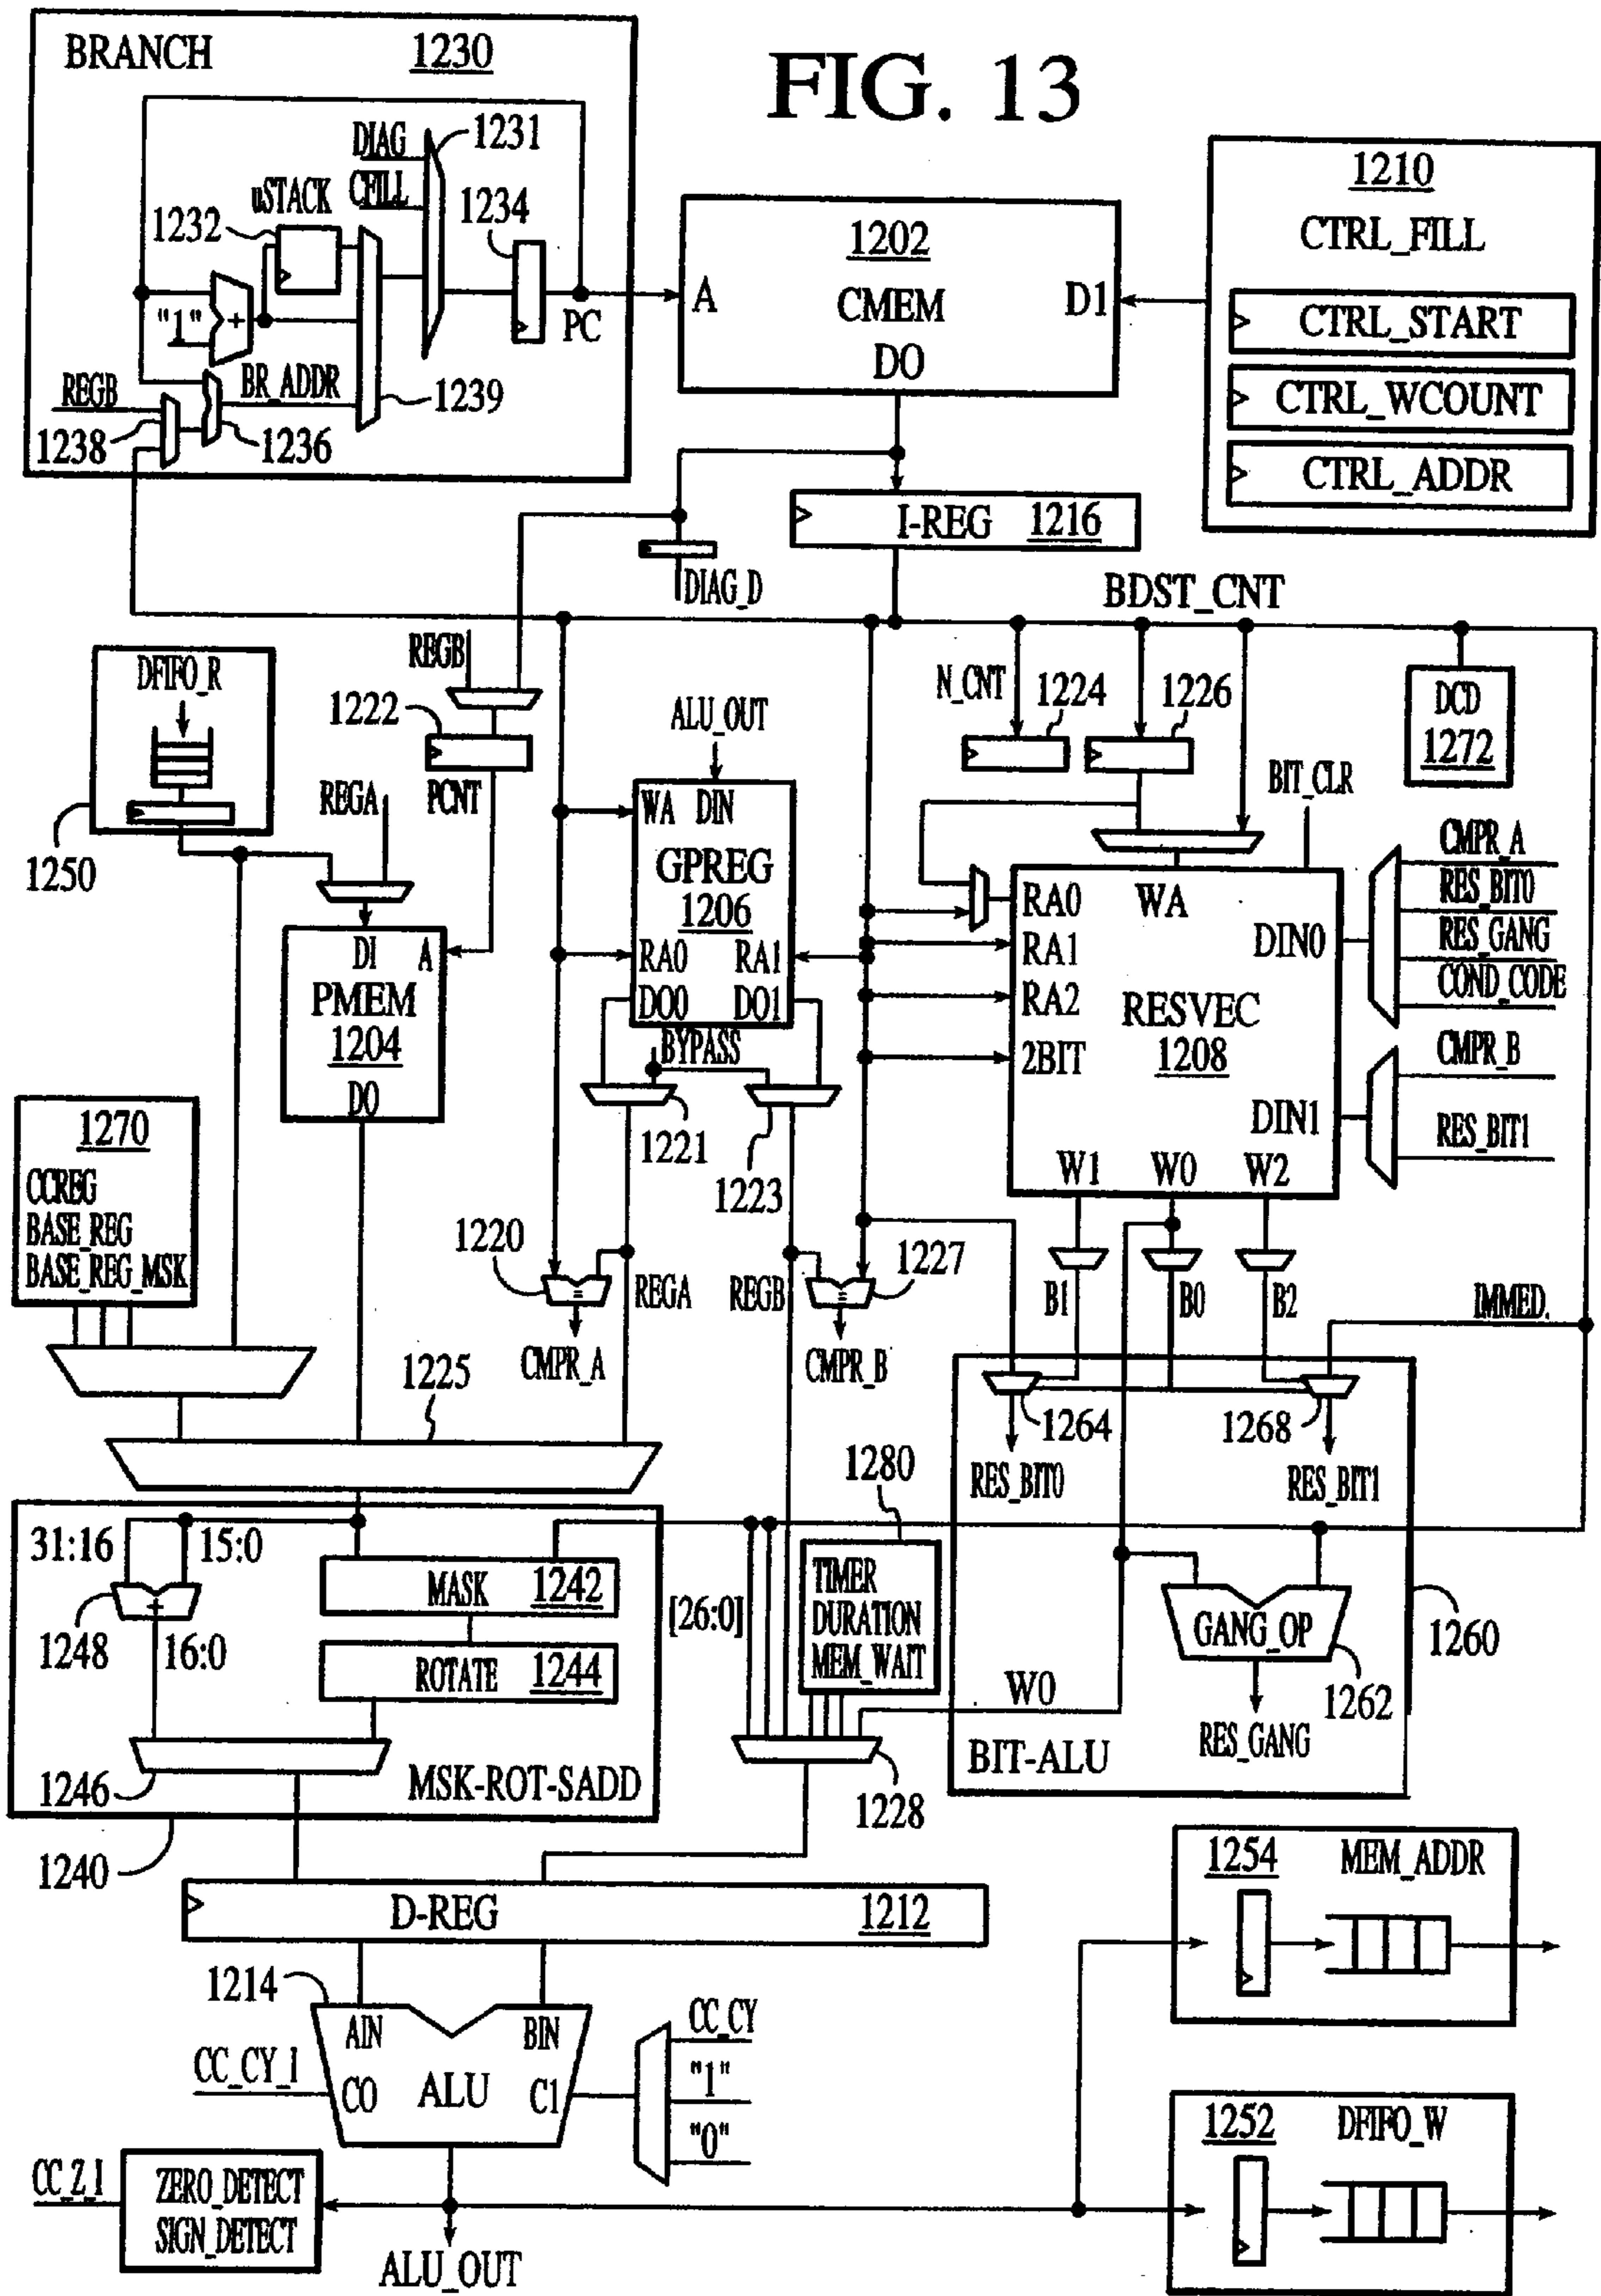 FIG. 13
BRANCH 1230
DIAG
CFILL
1231
uSTACK
1232
1234
"1"
+
PC
REGB
BR_ADDR
1239
1238
1236
1202
A CMEM D1
DO
1210
CTRL_FILL
CTRL_START
CTRL_WCOUNT
CTRL_ADDR
I-REG 1216
DIAG_D
BDST_CNT
DFIFO_R
1250
REGB
1222
PCNT
REGA
ALU_OUT
N_CNT
1224
1226
BIT_CLR
DCD
1272
WA DIN
GPREG
1206
RA0 RA1
DO0 DO1
BYPASS
1221
1223
DI A
PMEM
1204
DO
RA0 WA
RA1 DIN0
RA2 RESVEC
1208
2BIT
DIN1
W1 W0 W2
CMPR_A
RES_BIT0
RES_GANG
COND_CODE
CMPR_B
RES_BIT1
1270
CCREG
BASE_REG
BASE_REG_MSK
1220
=
REGA
CMPR_A
REGB
1227
=
CMPR_B
B1 B0 B2
IMMED.
1225
1264
1268
RES_BIT0
RES_BIT1
31:16 15:0
MASK 1242
1248
+
16:0
ROTATE 1244
1246
MSK-ROT-SADD
1240
[26:0]
1280
TIMER
DURATION
MEM_WAIT
W0
GANG_OP
1262
1260
RES_GANG
BIT-ALU
1228
D-REG 1212
1214
AIN BIN
CO ALU C1
CC_CY_I
CC_CY
"1"
"0"
1254 MEM_ADDR
1252 DFIFO_W
CC_Z_I
ZERO_DETECT
SIGN_DETECT
ALU_OUT